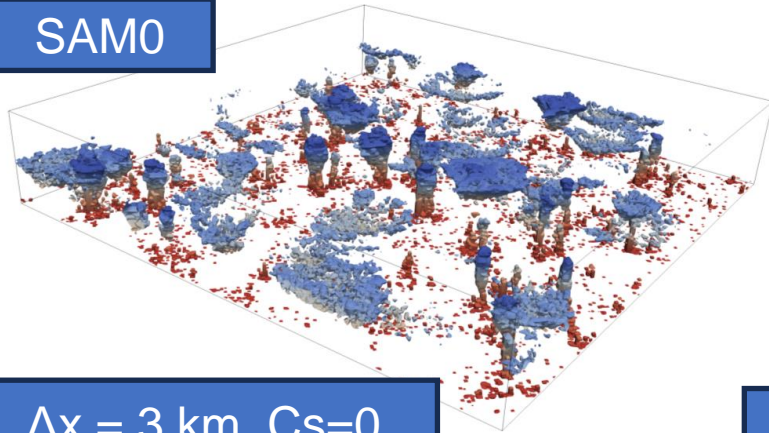 SAM0
Δx = 3 km, Cs=0